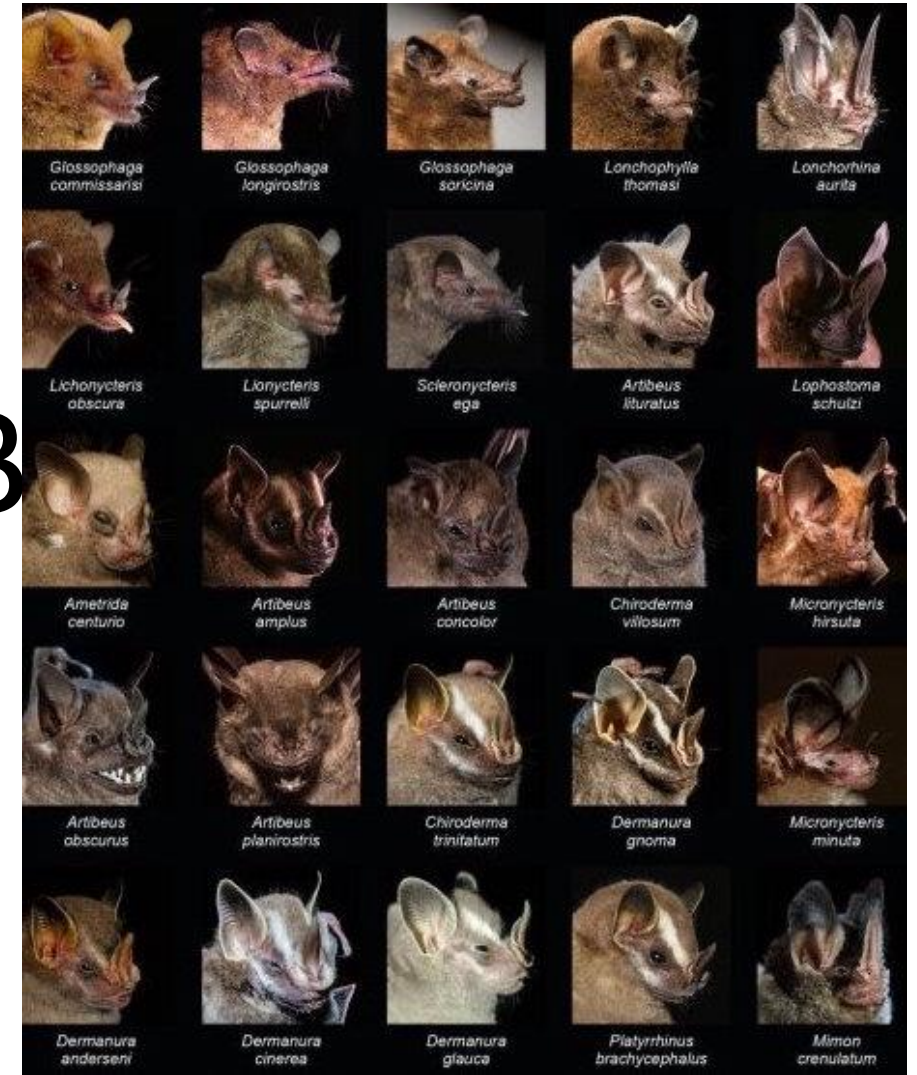 Glossophaga
commissarisi
Glossophaga
longirostris
Glossophaga
soricina
Lonchophylla
thomasi
Lonchorhina
aurita
Lichonycteris
obscura
Lionycteris
spurrelli
Scleronycteris
ega
Artibeus
lituratus
Lophostoma
schulzi
Ametrida
centurio
Artibeus
amplus
Artibeus
concolor
Chiroderma
villosum
Micronycteris
hirsuta
Artibeus
obscurus
Artibeus
planirostris
Chiroderma
trinitatum
Dermanura
gnoma
Micronycteris
minuta
Dermanura
anderseni
Dermanura
cinerea
Dermanura
glauca
Platyrrhinus
brachycephalus
Mimon
crenulatum